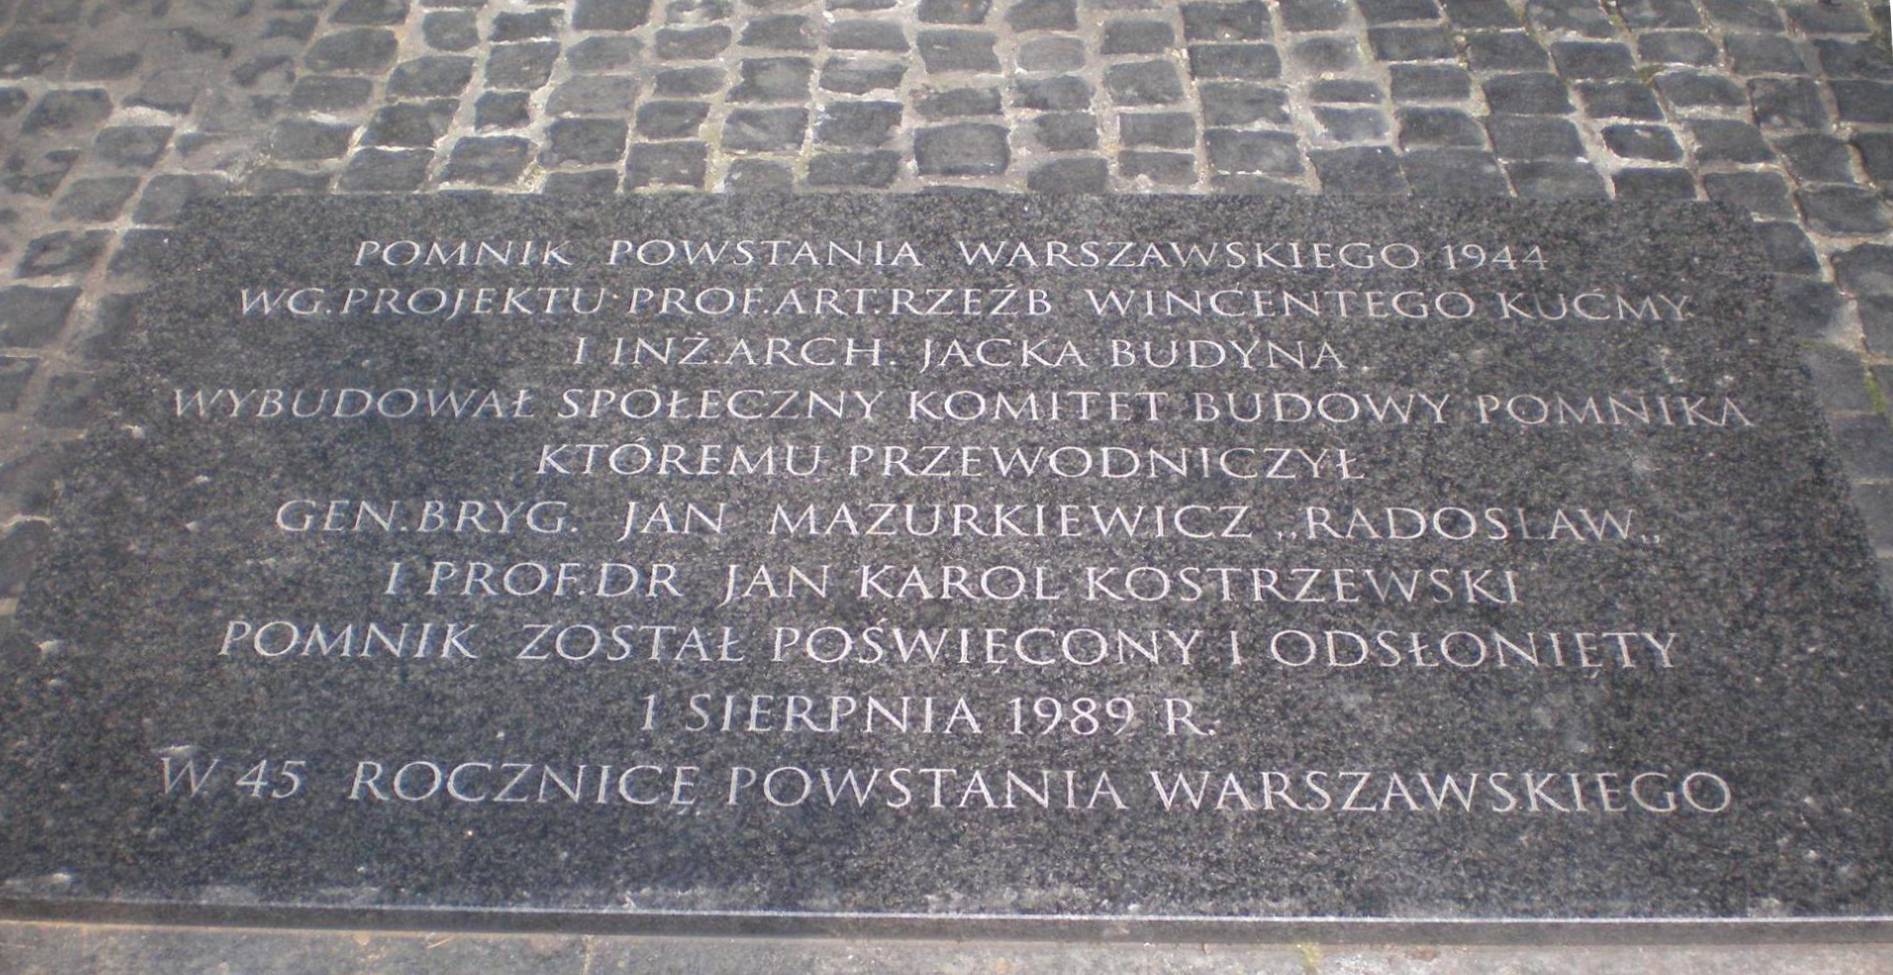 POMNIK POWSTANIA WARSZAWSKIEGO 1944
WG.PROJEKTU PROF.ART.RZEŹB WINCENTEGO KUĆMY
I INŻ.ARCH. JACKA BUDYNA
WYBUDOWAŁ SPOŁECZNY KOMITET BUDOWY POMNIKA
KTÓREMU PRZEWODNICZYŁ
GEN.BRYG. JAN MAZURKIEWICZ „RADOSŁAW„
I PROF.DR JAN KAROL KOSTRZEWSKI
POMNIK ZOSTAŁ POŚWIĘCONY I ODSŁONIĘTY
1 SIERPNIA 1989 R.
W 45 ROCZNICĘ POWSTANIA WARSZAWSKIEGO